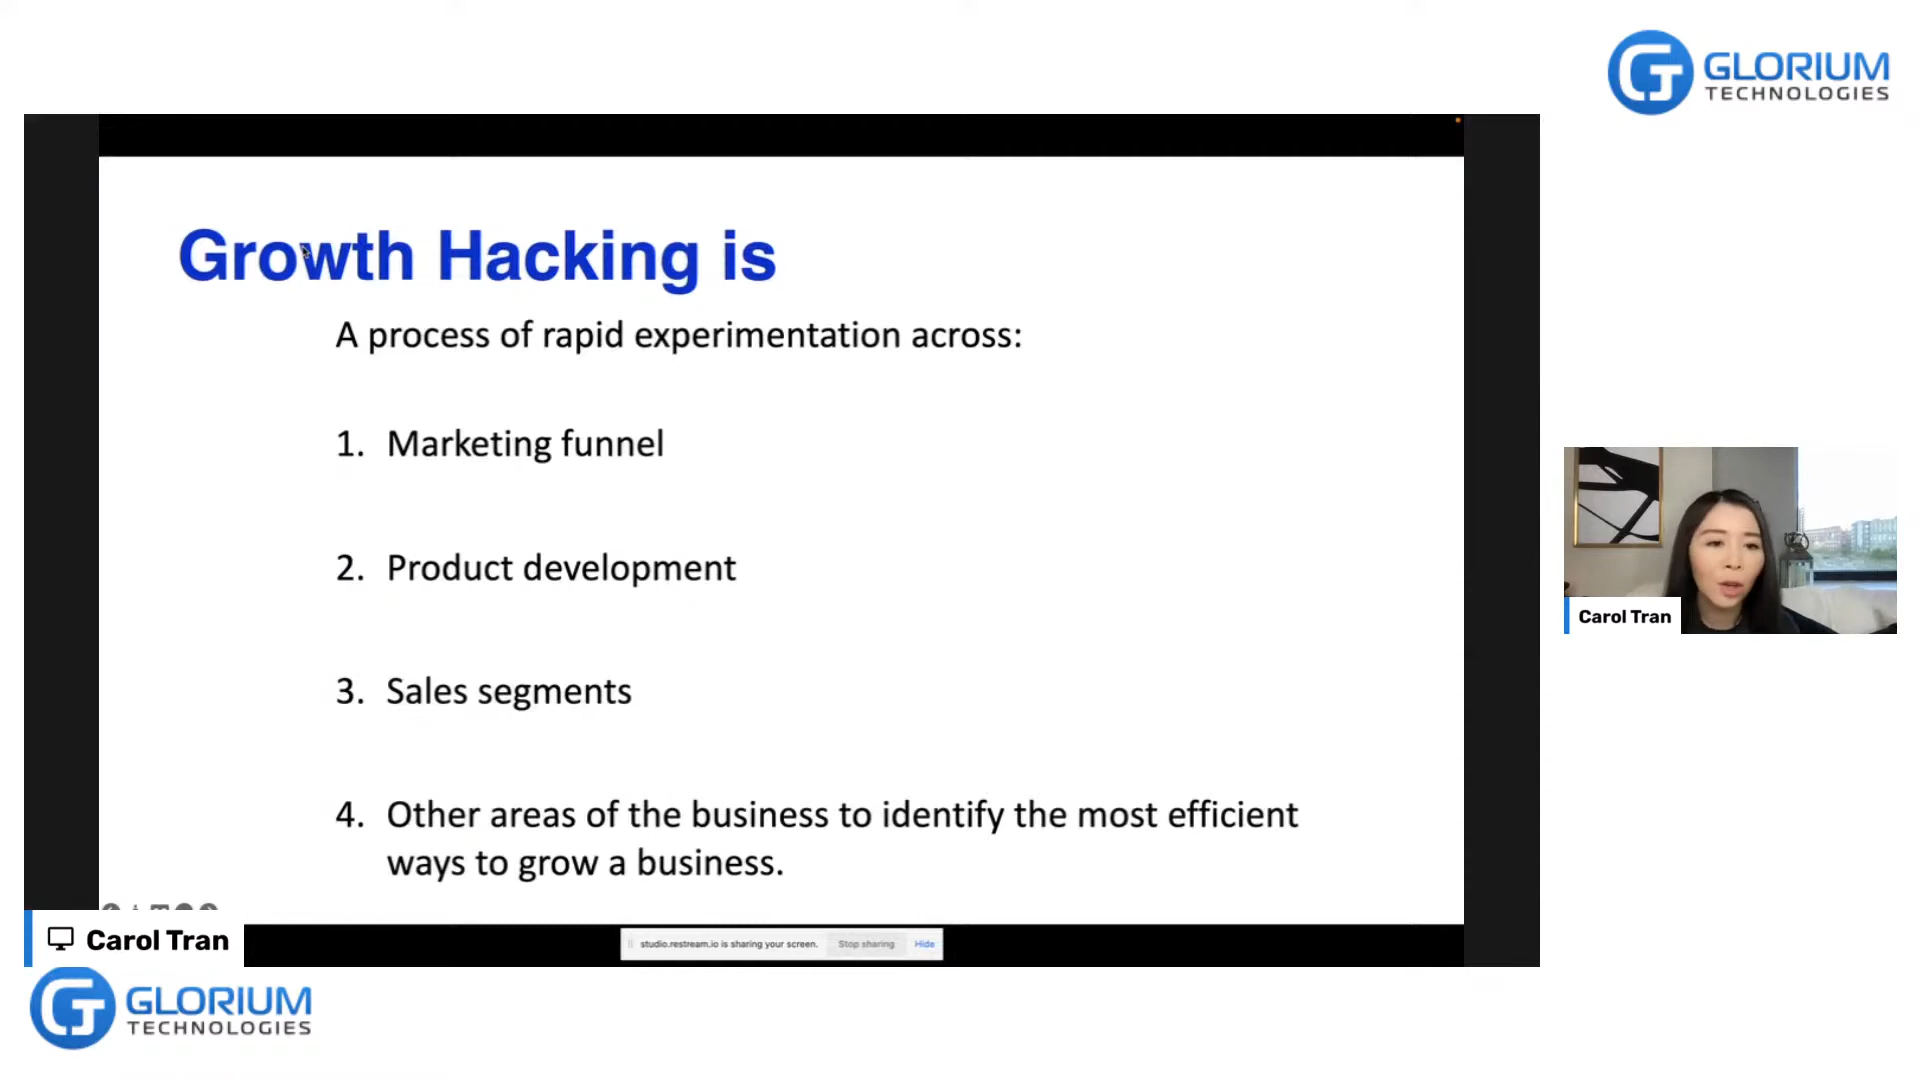 GLORIUM
TECHNOLOGIES
Growth Hacking is
A process of rapid experimentation across:
1. Marketing funnel
2. Product development
3. Sales segments
4. Other areas of the business to identify the most efficient
ways to grow a business.
Carol Tran
Carol Tran
studio.restream.io is sharing your screen. Stop sharing Hide
GLORIUM
TECHNOLOGIES